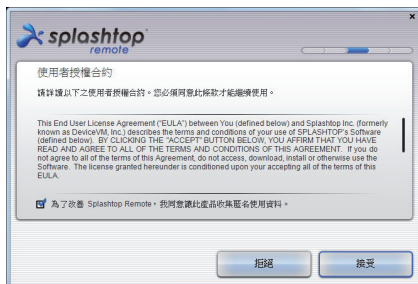 splashtop
remote
使用者授權合約
請詳讀以下之使用者授權合約。您必須同意此條款才能繼續使用。
This End User License Agreement ("EULA") between You (defined below) and Splashtop Inc. (formerly
known as DeviceVM, Inc.) describes the terms and conditions of your use of SPLASHTOP's Software
(defined below). BY CLICKING THE "ACCEPT" BUTTON BELOW, YOU AFFIRM THAT YOU HAVE
READ AND AGREE TO ALL OF THE TERMS AND CONDITIONS OF THIS AGREEMENT. If you do
not agree to all of the terms of this Agreement, do not access, download, install or otherwise use the
Software. The license granted hereunder is conditioned upon your accepting all of the terms of this
EULA.
為了改善 Splashtop Remote，我同意讓此產品收集匿名使用資料。
拒絕
接受